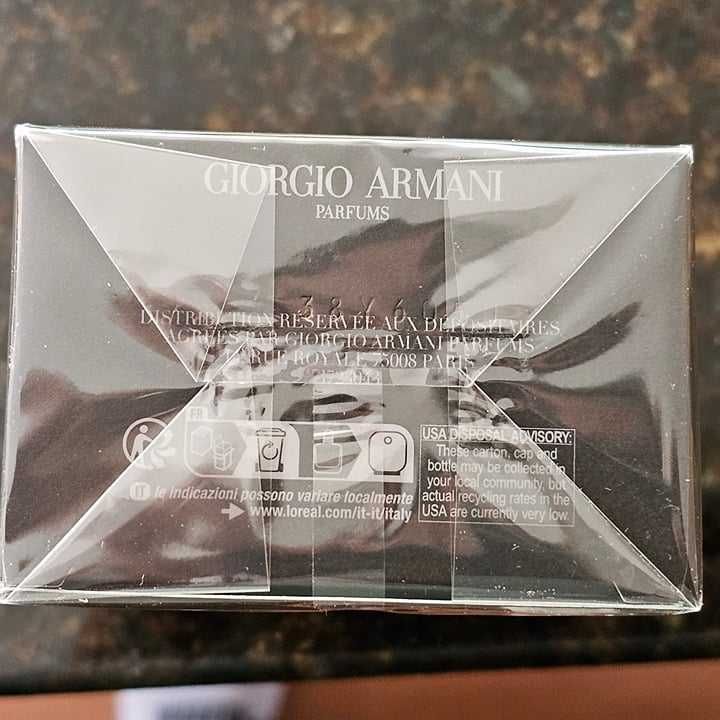 GIORGIO ARMANI
PARFUMS
DISTRIBUTION RÉSERVÉE AUX DÉPOSITAIRES
AGRÉÉS PAR GIORGIO ARMANI PARFUMS
RUE ROYALE 75008 PARIS
FR
IT le indicazioni possono variare localmente
www.loreal.com/it-it/italy
USA DISPOSAL ADVISORY:
These carton, cap and
bottle may be collected in
your local community, but
actual recycling rates in the
USA are currently very low.